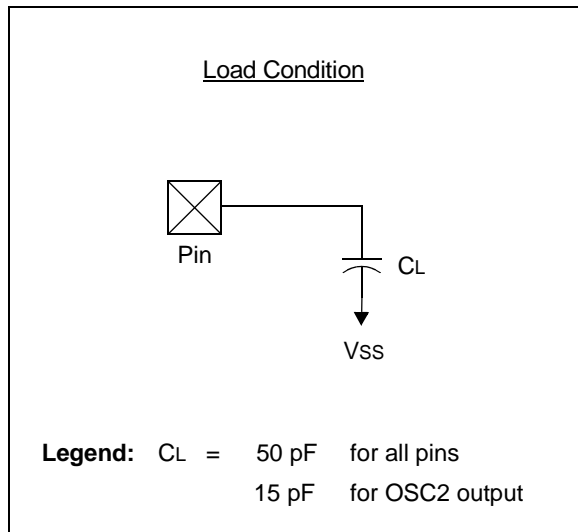 Load Condition
Pin
CL
VSS
Legend: CL = 50 pF for all pins
15 pF for OSC2 output